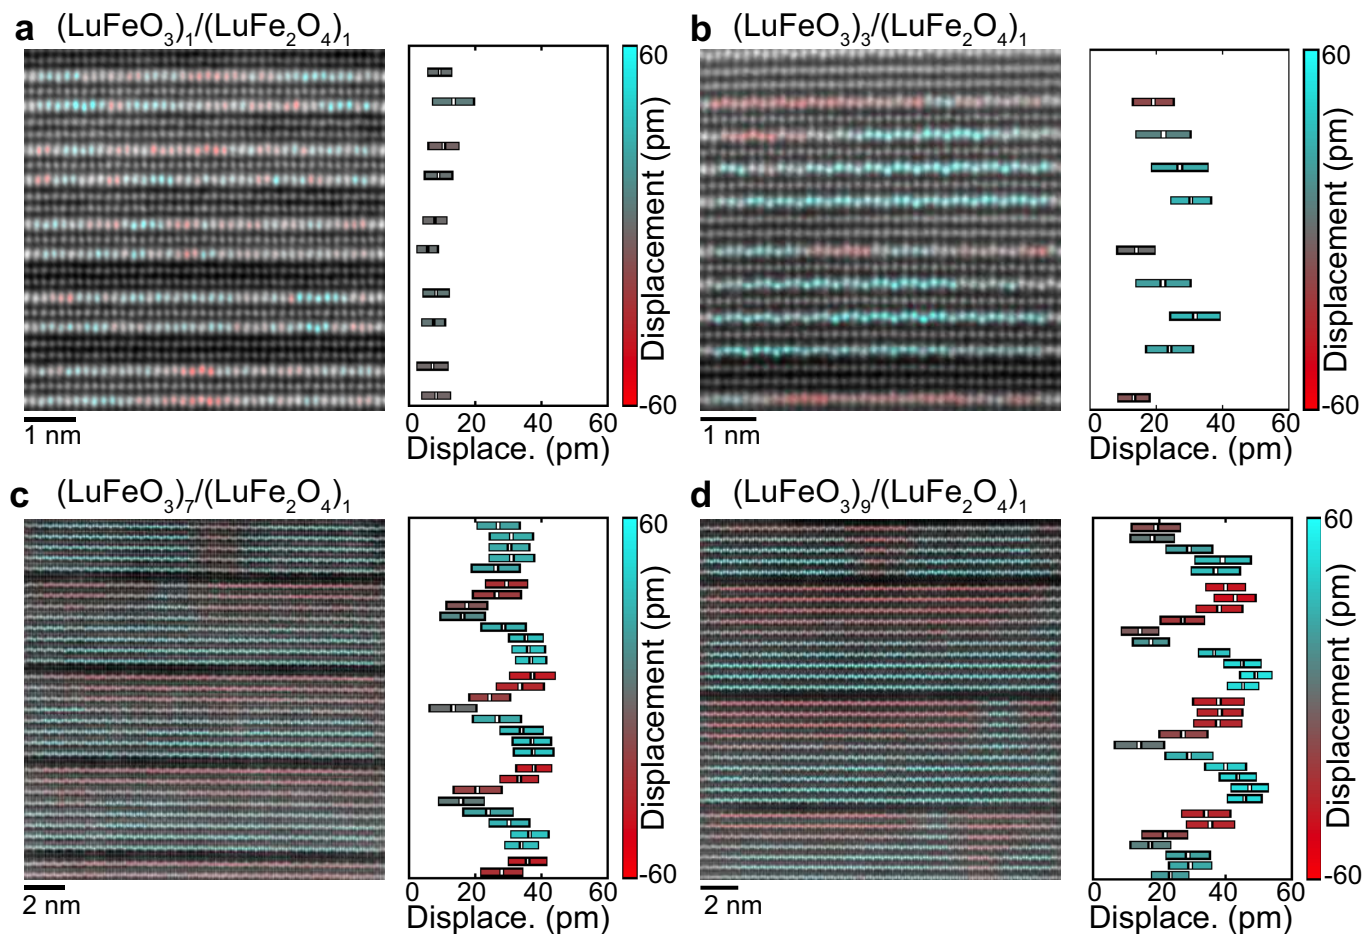 a (LuFeO₃)₁/(LuFe₂O₄)₁
60
Displacement (pm)
-60
1 nm
0 20 40 60
Displace. (pm)
b (LuFeO₃)₃/(LuFe₂O₄)₁
60
Displacement (pm)
-60
1 nm
0 20 40 60
Displace. (pm)
c (LuFeO₃)₇/(LuFe₂O₄)₁
60
Displacement (pm)
-60
2 nm
0 20 40 60
Displace. (pm)
d (LuFeO₃)₉/(LuFe₂O₄)₁
60
Displacement (pm)
-60
2 nm
0 20 40 60
Displace. (pm)